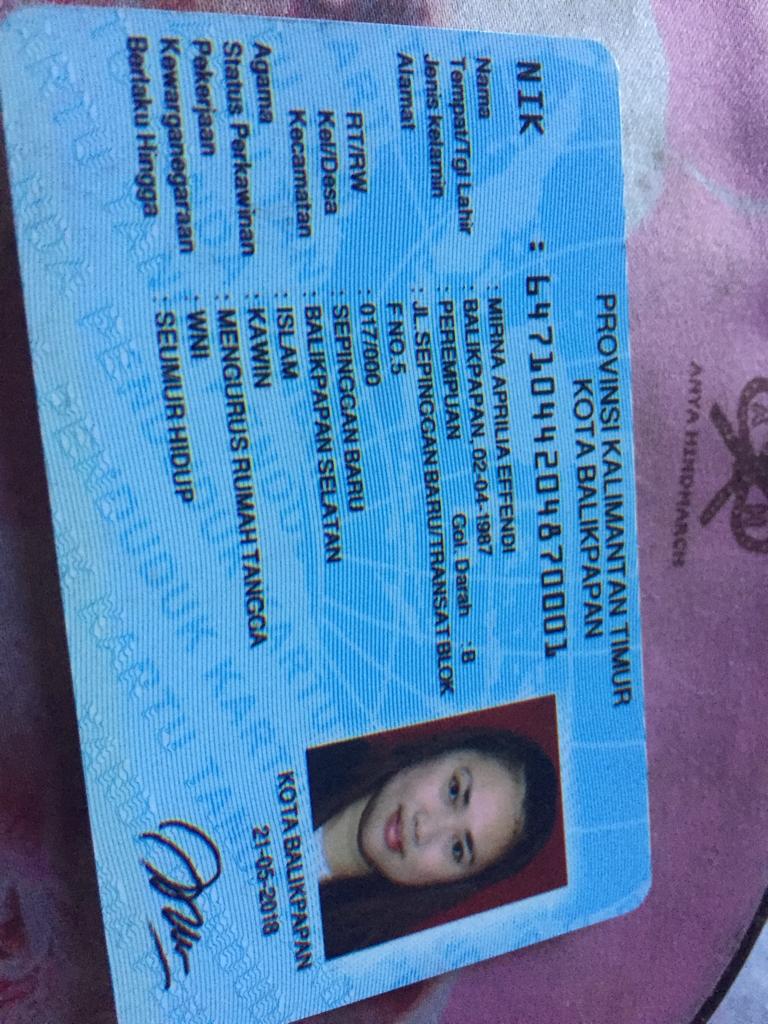 PROVINSI KALIMANTAN TIMUR
KOTA BALIKPAPAN
NIK : 6471044204870001
Nama : MIRNA APRILIA EFFENDI
Tempat/Tgl Lahir : BALIKPAPAN, 02-04-1987
Jenis kelamin : PEREMPUAN Gol. Darah : B
Alamat : JL.SEPINGGAN BARU/TRANSAT BLOK
F NO.5
RT/RW : 017/000
Kel/Desa : SEPINGGAN BARU
Kecamatan : BALIKPAPAN SELATAN
Agama : ISLAM
Status Perkawinan : KAWIN
Pekerjaan : MENGURUS RUMAH TANGGA
Kewarganegaraan : WNI
Berlaku Hingga : SEUMUR HIDUP
KOTA BALIKPAPAN
21-05-2018
ANYA HINDMARCH